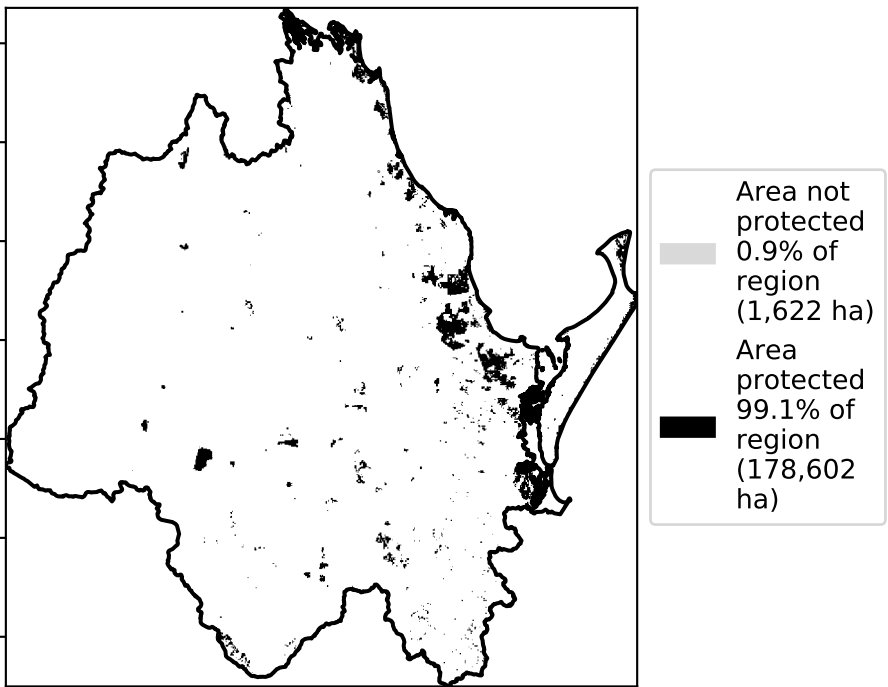 Area not
protected
0.9% of
region
(1,622 ha)
Area
protected
99.1% of
region
(178,602
ha)